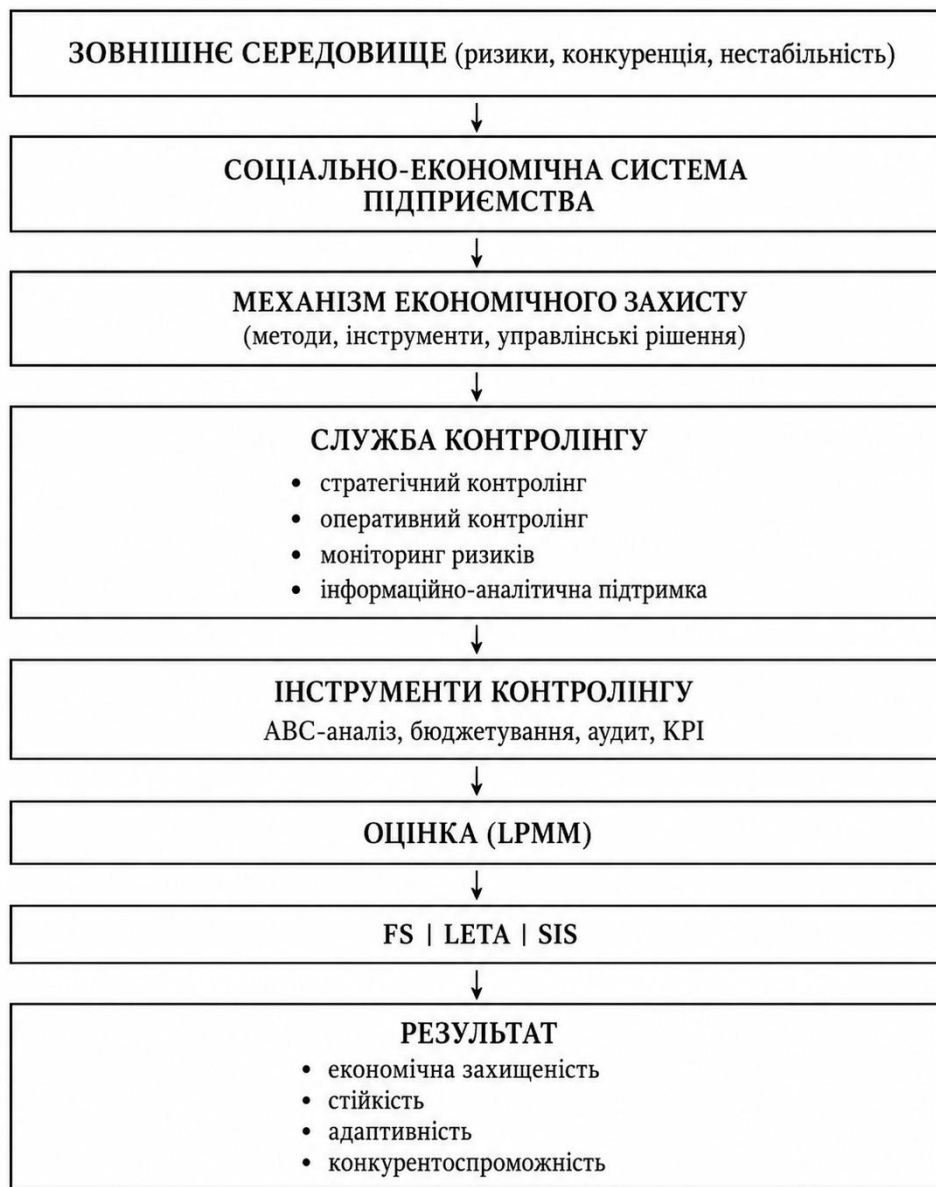 ЗОВНІШНЄ СЕРЕДОВИЩЕ (ризики, конкуренція, нестабільність)
СОЦІАЛЬНО-ЕКОНОМІЧНА СИСТЕМА
ПІДПРИЄМСТВА
МЕХАНІЗМ ЕКОНОМІЧНОГО ЗАХИСТУ
(методи, інструменти, управлінські рішення)
СЛУЖБА КОНТРОЛІНГУ
• стратегічний контролінг
• оперативний контролінг
• моніторинг ризиків
• інформаційно-аналітична підтримка
ІНСТРУМЕНТИ КОНТРОЛІНГУ
АВС-аналіз, бюджетування, аудит, KPI
ОЦІНКА (LPMM)
FS | LETA | SIS
РЕЗУЛЬТАТ
• економічна захищеність
• стійкість
• адаптивність
• конкурентоспроможність